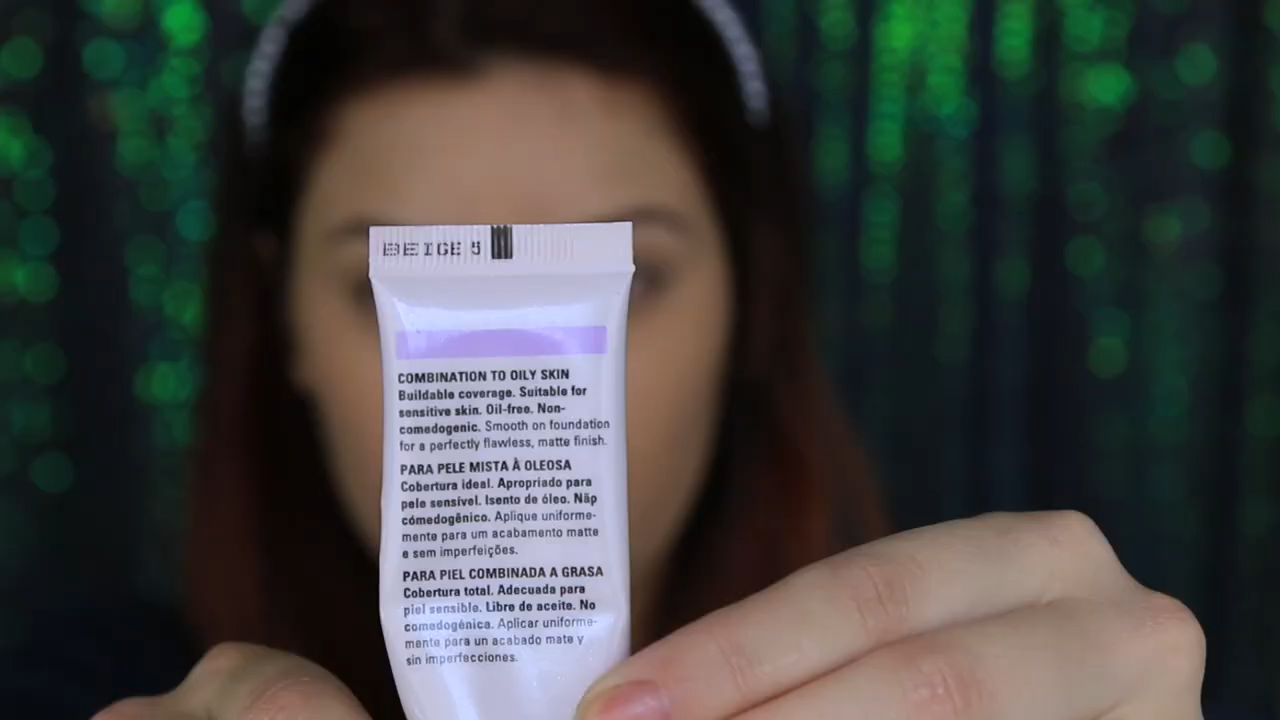 BEIGE 5
COMBINATION TO OILY SKIN
Buildable coverage. Suitable for
sensitive skin. Oil-free. Non-
comedogenic. Smooth on foundation
for a perfectly flawless, matte finish.
PARA PELE MISTA À OLEOSA
Cobertura ideal. Apropriado para
pele sensível. Isento de óleo. Não
comedogênico. Aplique uniforme-
mente para um acabamento matte
e sem imperfeições.
PARA PIEL COMBINADA A GRASA
Cobertura total. Adecuada para
piel sensible. Libre de aceite. No
comedogénica. Aplicar uniforme-
mente para un acabado mate y
sin imperfecciones.